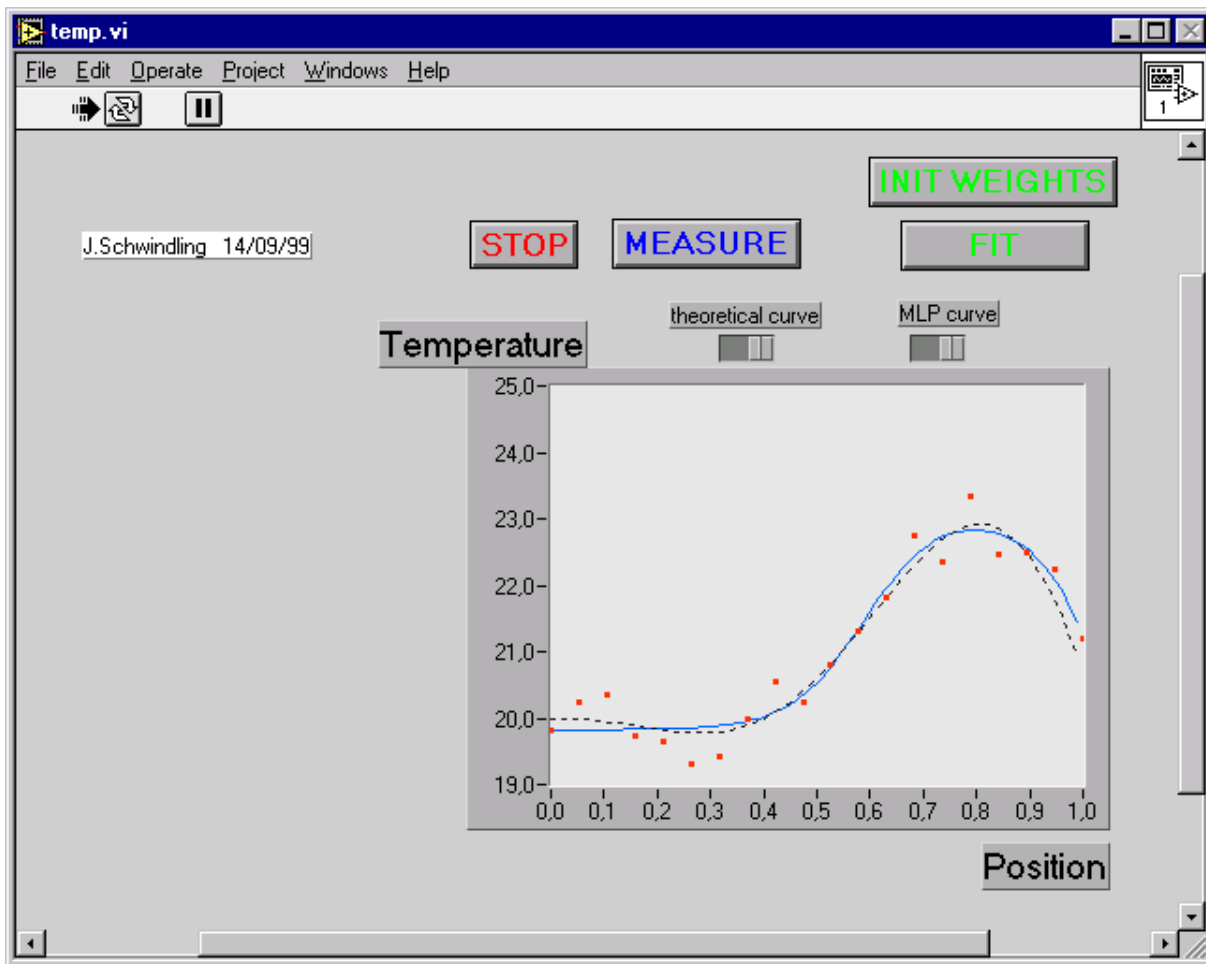 temp.vi
File Edit Operate Project Windows Help
1
INIT WEIGHTS
J.Schwindling 14/09/99
STOP
MEASURE
FIT
theoretical curve
MLP curve
Temperature
25,0
24,0
23,0
22,0
21,0
20,0
19,0
0,0 0,1 0,2 0,3 0,4 0,5 0,6 0,7 0,8 0,9 1,0
Position